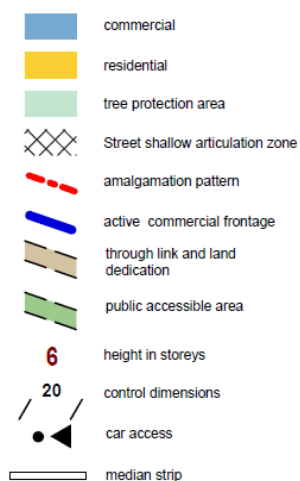 commercial
residential
tree protection area
Street shallow articulation zone
amalgamation pattern
active commercial frontage
through link and land
dedication
public accessible area
6 height in storeys
20 control dimensions
car access
median strip